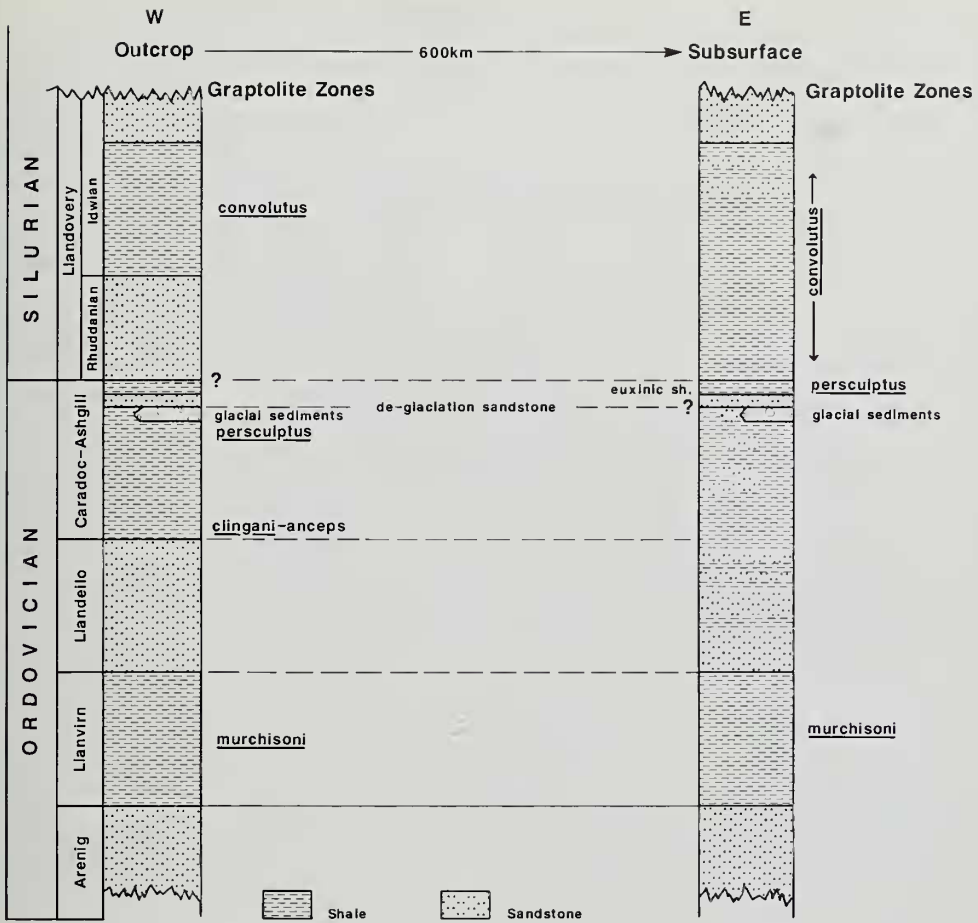 W
E
Outcrop
600km
Subsurface
Graptolite Zones
Graptolite Zones
SILURIAN
Llandovery
Idwian
Rhuddanian
convolutus
convolutus
?
euxinic sh.
persculptus
glacial sediments
de-glaciation sandstone
?
glacial sediments
persculptus
ORDOVICIAN
Caradoc-Ashgill
clingani-anceps
Llandeilo
Llanvirn
murchisoni
murchisoni
Arenig
Shale
Sandstone